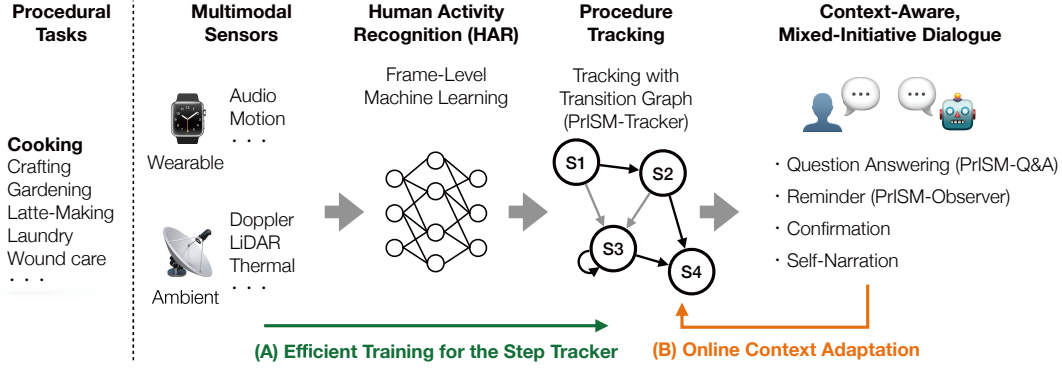 Procedural
Tasks
Cooking
Crafting
Gardening
Latte-Making
Laundry
Wound care
· · ·
Multimodal
Sensors
Audio
Motion
· · ·
Wearable
Doppler
LiDAR
Thermal
· · ·
Ambient
Human Activity
Recognition (HAR)
Frame-Level
Machine Learning
Procedure
Tracking
Tracking with
Transition Graph
(PrISM-Tracker)
S1
S2
S3
S4
Context-Aware,
Mixed-Initiative Dialogue
· Question Answering (PrISM-Q&A)
· Reminder (PrISM-Observer)
· Confirmation
· Self-Narration
(A) Efficient Training for the Step Tracker
(B) Online Context Adaptation